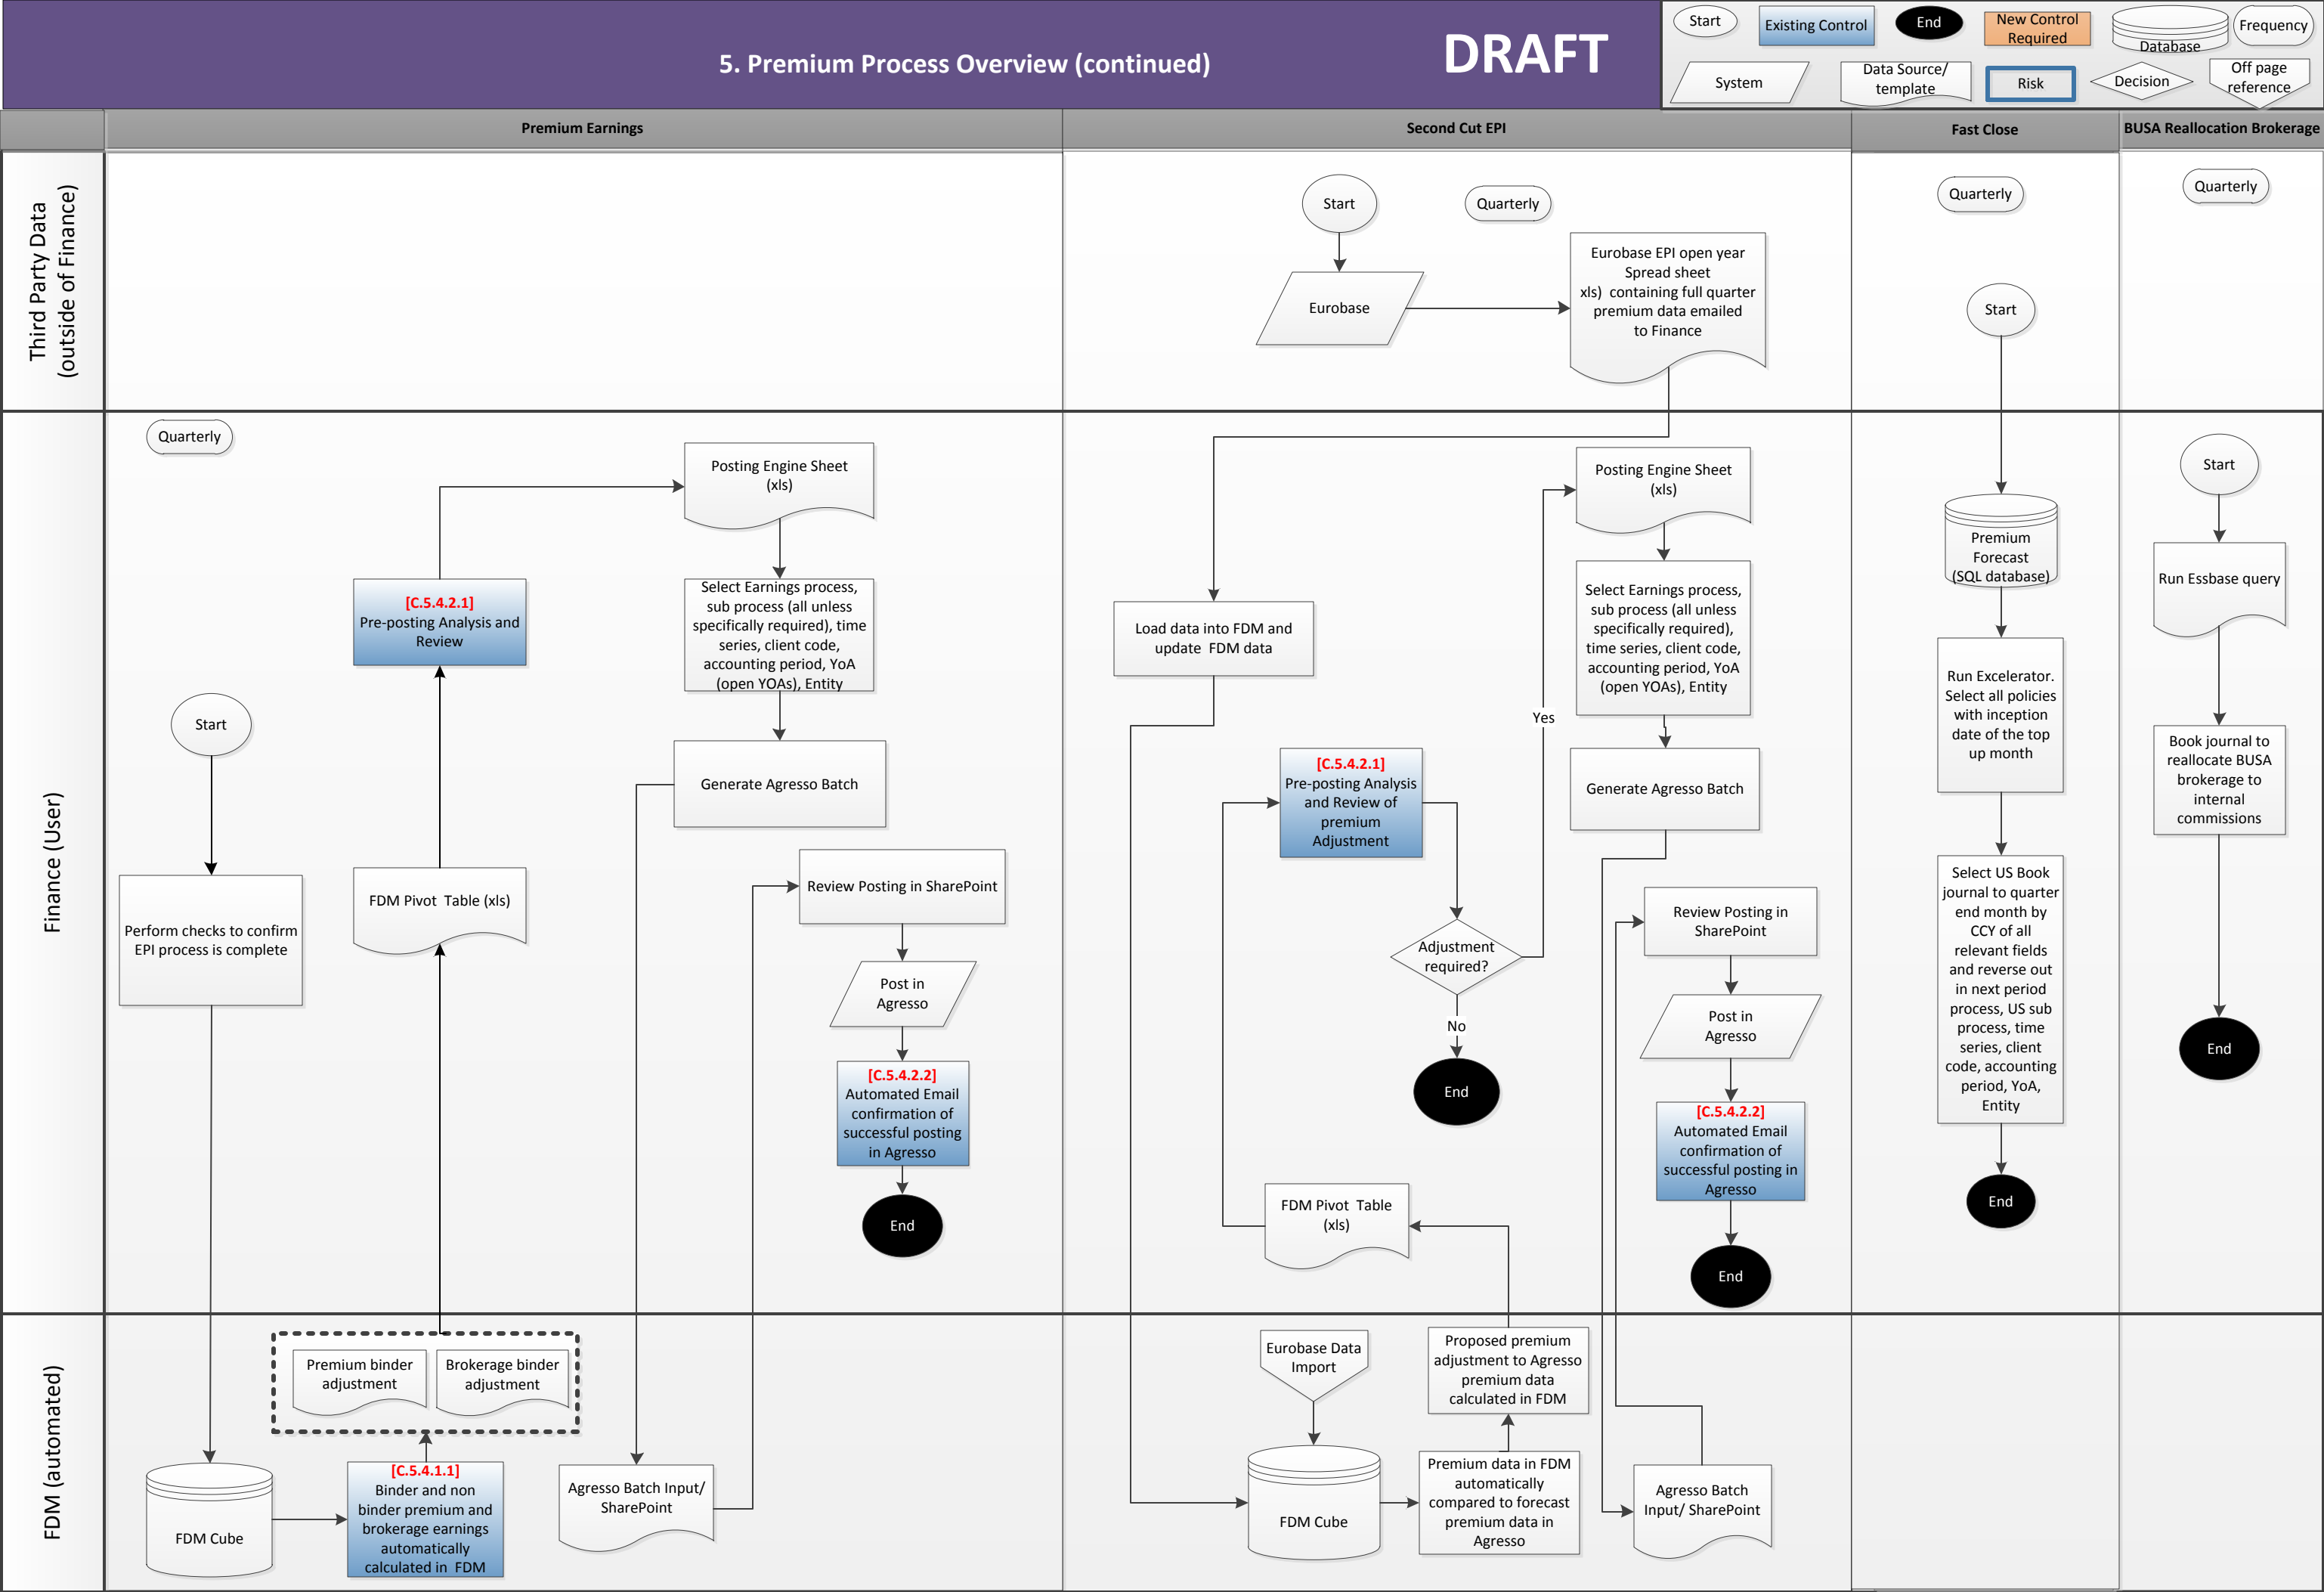 5. Premium Process Overview (continued)
DRAFT
Start
Existing Control
End
New Control
Required
Database
Frequency
System
Data Source/
template
Risk
Decision
Off page
reference
Premium Earnings
Second Cut EPI
Fast Close
BUSA Reallocation Brokerage
Third Party Data
(outside of Finance)
Start
Quarterly
Eurobase
Eurobase EPI open year
Spread sheet
xls)  containing full quarter
premium data emailed
to Finance
Quarterly
Start
Quarterly
Finance (User)
Quarterly
Start
Perform checks to confirm
EPI process is complete
[C.5.4.2.1]
Pre-posting Analysis and
Review
FDM Pivot  Table (xls)
Posting Engine Sheet
(xls)
Select Earnings process,
sub process (all unless
specifically required), time
series, client code,
accounting period, YoA
(open YOAs), Entity
Generate Agresso Batch
Review Posting in SharePoint
Post in
Agresso
[C.5.4.2.2]
Automated Email
confirmation of
successful posting
in Agresso
End
Load data into FDM and
update  FDM data
[C.5.4.2.1]
Pre-posting Analysis
and Review of
premium
Adjustment
Adjustment
required?
Yes
No
End
FDM Pivot  Table
(xls)
Posting Engine Sheet
(xls)
Select Earnings process,
sub process (all unless
specifically required),
time series, client code,
accounting period, YoA
(open YOAs), Entity
Generate Agresso Batch
Review Posting in
SharePoint
Post in
Agresso
[C.5.4.2.2]
Automated Email
confirmation of
successful posting in
Agresso
End
Premium
Forecast
(SQL database)
Run Excelerator.
Select all policies
with inception
date of the top
up month
Select US Book
journal to quarter
end month by
CCY of all
relevant fields
and reverse out
in next period
process, US sub
process, time
series, client
code, accounting
period, YoA,
Entity
End
Start
Run Essbase query
Book journal to
reallocate BUSA
brokerage to
internal
commissions
End
FDM (automated)
Premium binder
adjustment
Brokerage binder
adjustment
FDM Cube
[C.5.4.1.1]
Binder and non
binder premium and
brokerage earnings
automatically
calculated in  FDM
Agresso Batch Input/
SharePoint
Eurobase Data
Import
FDM Cube
Proposed premium
adjustment to Agresso
premium data
calculated in FDM
Premium data in FDM
automatically
compared to forecast
premium data in
Agresso
Agresso Batch
Input/ SharePoint